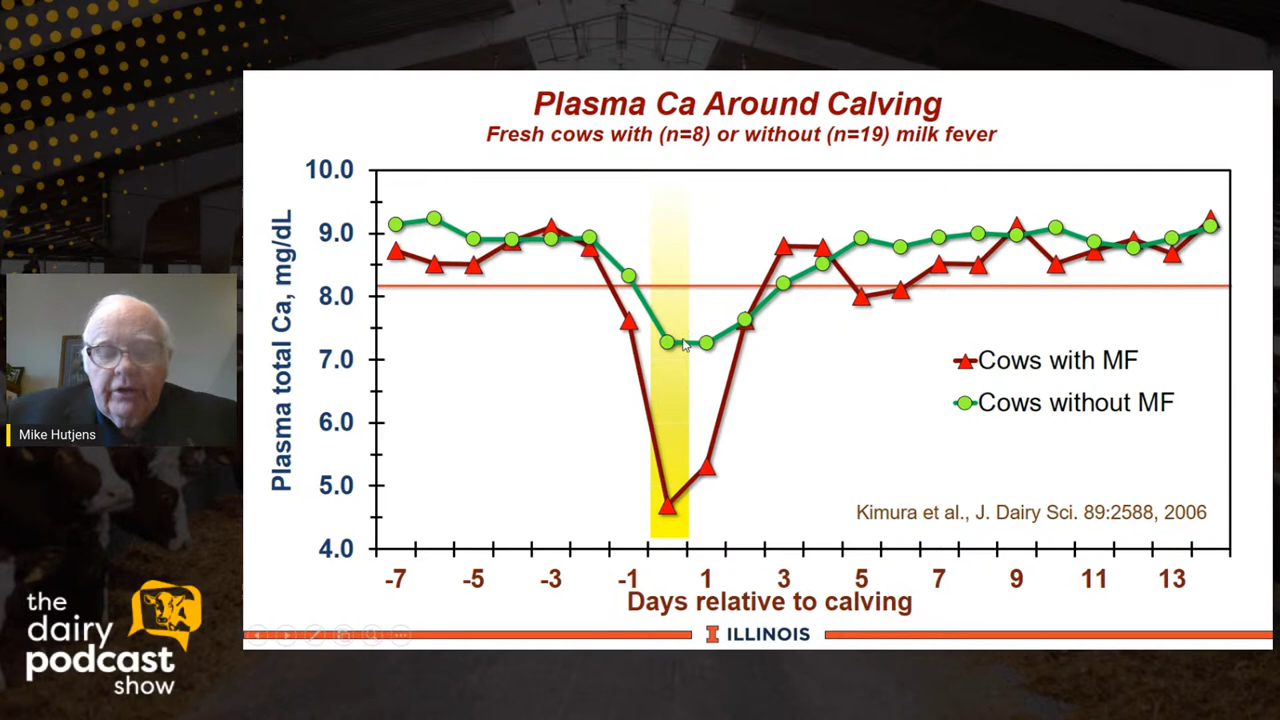 Plasma Ca Around Calving
Fresh cows with (n=8) or without (n=19) milk fever
Plasma total Ca, mg/dL
10.0
9.0
8.0
7.0
6.0
5.0
4.0
Cows with MF
Cows without MF
Kimura et al., J. Dairy Sci. 89:2588, 2006
-7 -5 -3 -1 1 3 5 7 9 11 13
Days relative to calving
I ILLINOIS
Mike Hutjens
the
dairy
podcast
show